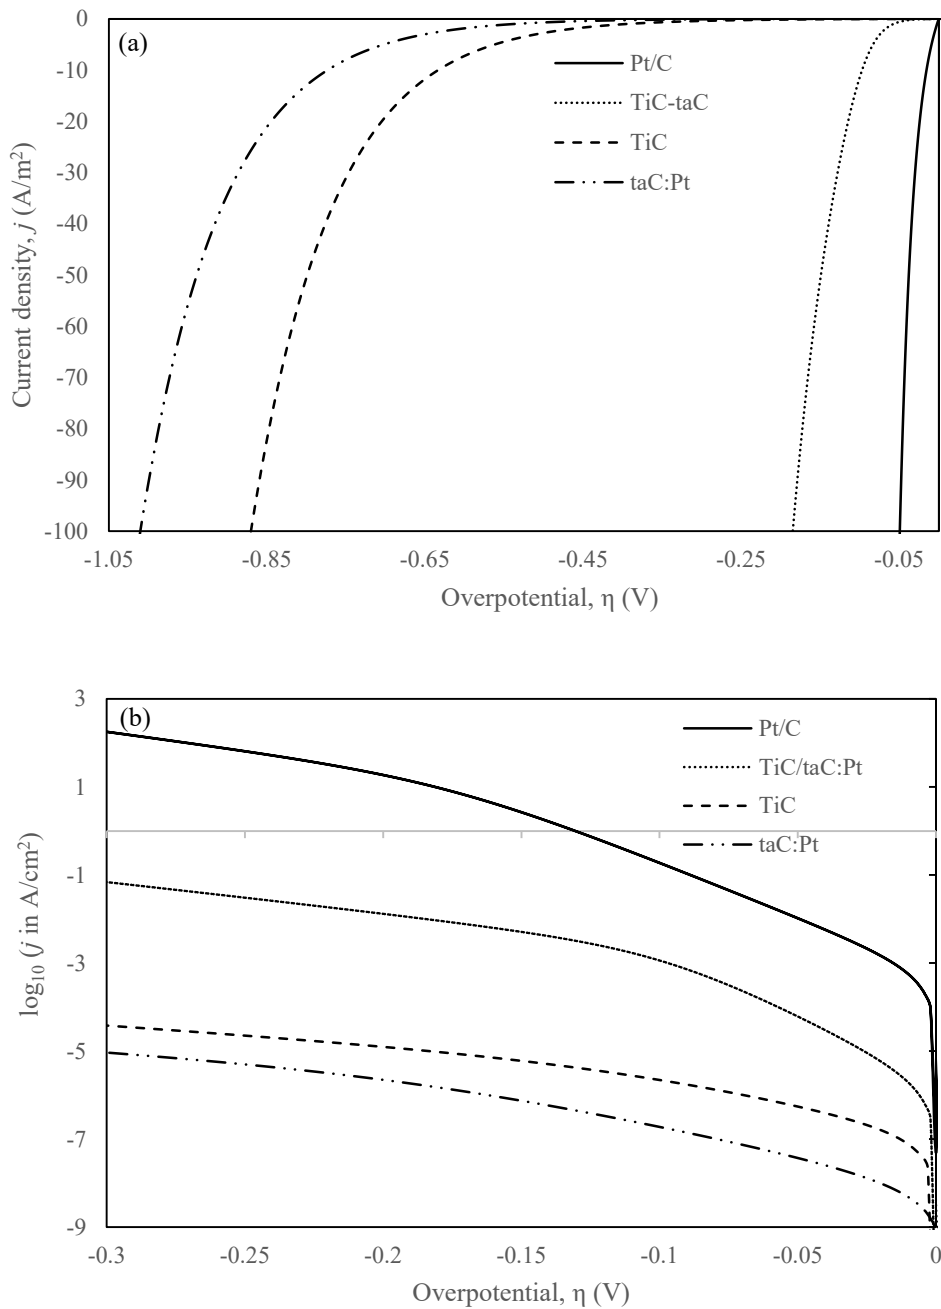 (a)
Pt/C
TiC-taC
TiC
taC:Pt
Current density, j (A/m²)
0
-10
-20
-30
-40
-50
-60
-70
-80
-90
-100
-1.05
-0.85
-0.65
-0.45
-0.25
-0.05
Overpotential, η (V)
(b)
Pt/C
TiC/taC:Pt
TiC
taC:Pt
log₁₀ (j in A/cm²)
3
1
-1
-3
-5
-7
-9
-0.3
-0.25
-0.2
-0.15
-0.1
-0.05
0
Overpotential, η (V)